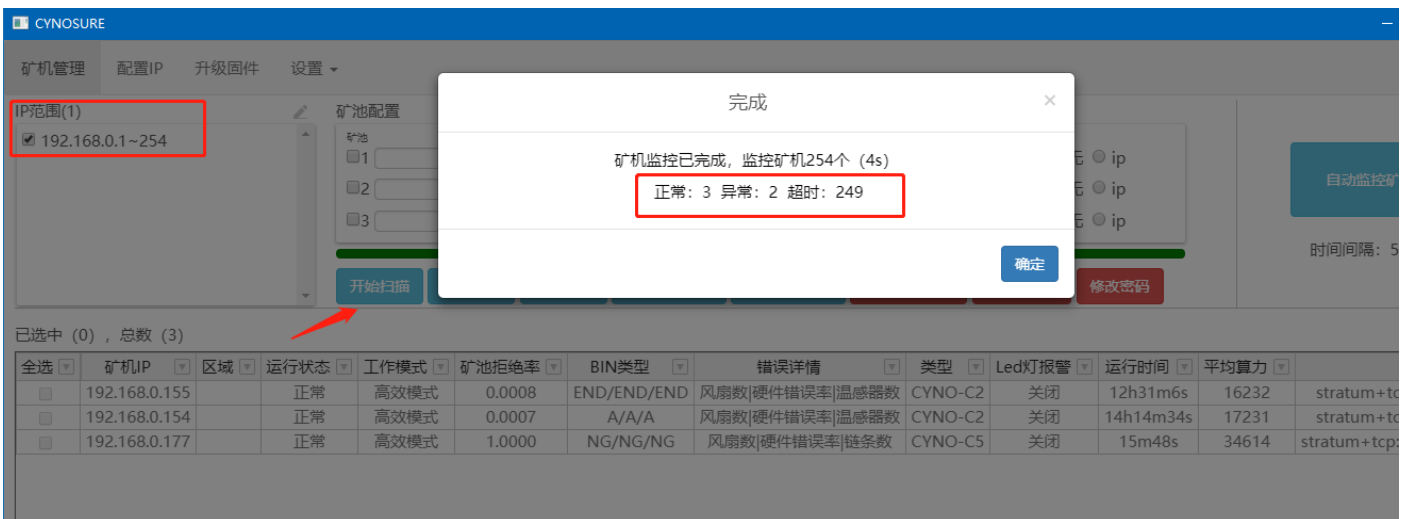 CYNOSURE
矿机管理 配置IP 升级固件 设置
IP范围(1)
192.168.0.1~254
矿池配置
矿池
1
2
3
ip
ip
ip
完成
×
矿机监控已完成，监控矿机254个（4s）
正常：3 异常：2 超时：249
确定
自动监控矿
时间间隔：5
开始扫描
修改密码
已选中（0），总数（3）
全选 矿机IP 区域 运行状态 工作模式 矿池拒绝率 BIN类型 错误详情 类型 Led灯报警 运行时间 平均算力
192.168.0.155 正常 高效模式 0.0008 END/END/END 风扇数|硬件错误率|温感器数 CYNO-C2 关闭 12h31m6s 16232 stratum+tc
192.168.0.154 正常 高效模式 0.0007 A/A/A 风扇数|硬件错误率|温感器数 CYNO-C2 关闭 14h14m34s 17231 stratum+tc
192.168.0.177 正常 高效模式 1.0000 NG/NG/NG 风扇数|硬件错误率|链条数 CYNO-C5 关闭 15m48s 34614 stratum+tcp: